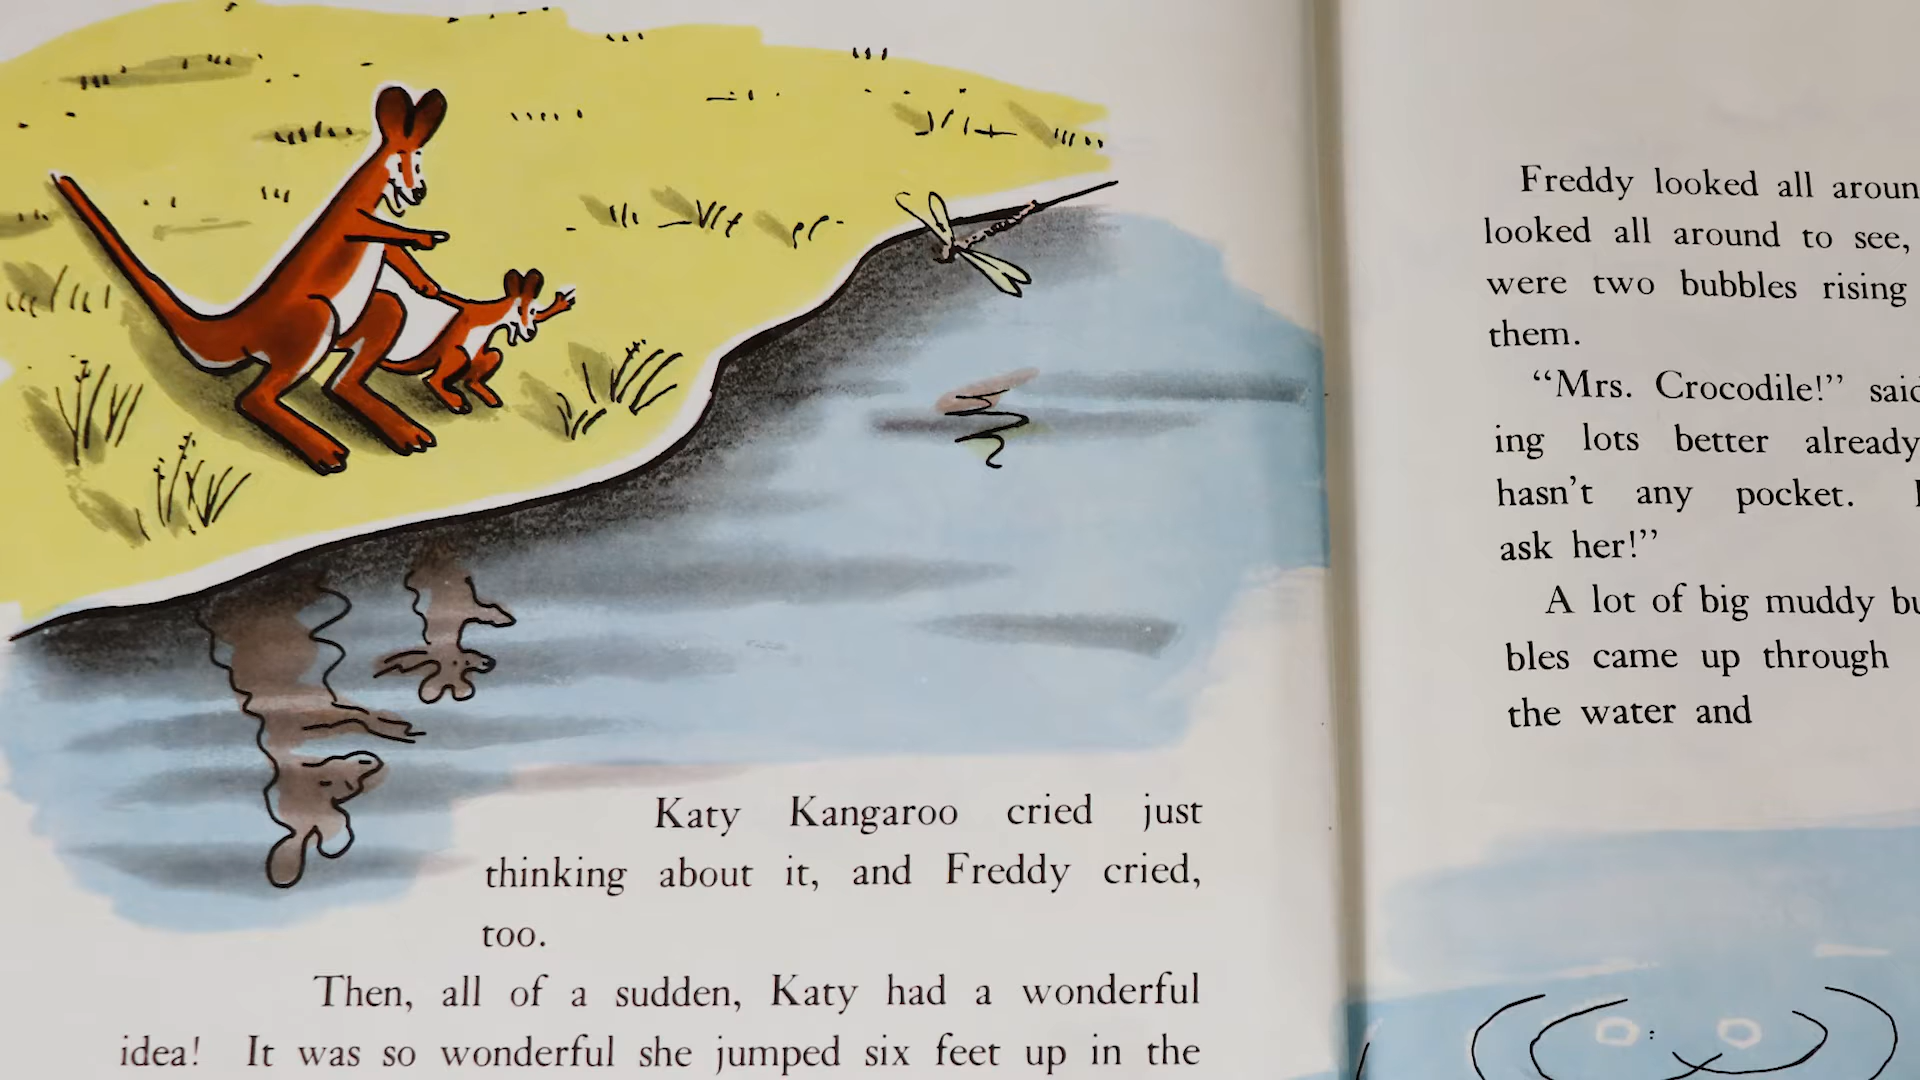 Katy Kangaroo cried just
thinking about it, and Freddy cried,
too.
Then, all of a sudden, Katy had a wonderful
idea! It was so wonderful she jumped six feet up in the
Freddy looked all
looked all around to see,
were two bubbles rising
them.
“Mrs. Crocodile!”
ing lots better already
hasn’t any pocket.
ask her!”
A lot of big muddy
bles came up through
the water and